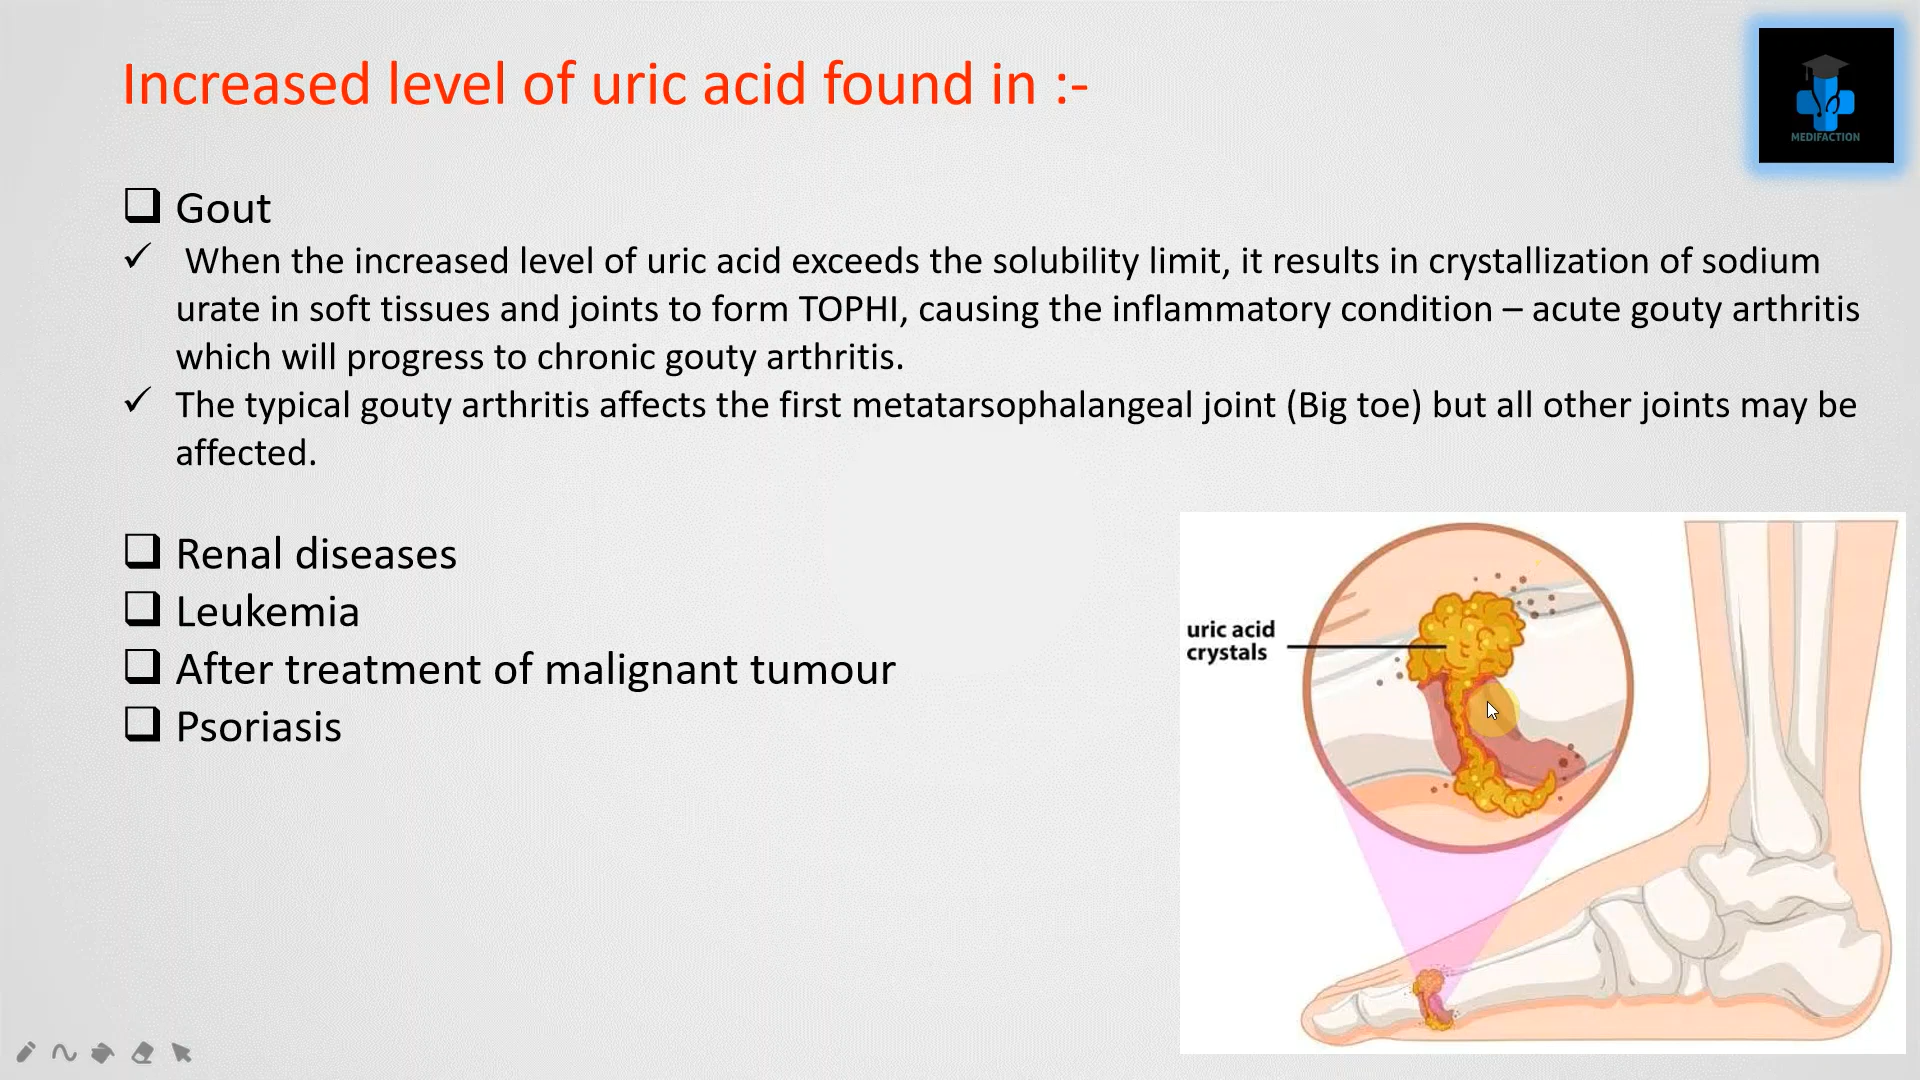 Increased level of uric acid found in :-
MEDIFACTION
❑ Gout
✓ When the increased level of uric acid exceeds the solubility limit, it results in crystallization of sodium
urate in soft tissues and joints to form TOPHI, causing the inflammatory condition – acute gouty arthritis
which will progress to chronic gouty arthritis.
✓ The typical gouty arthritis affects the first metatarsophalangeal joint (Big toe) but all other joints may be
affected.
❑ Renal diseases
❑ Leukemia
❑ After treatment of malignant tumour
❑ Psoriasis
uric acid
crystals